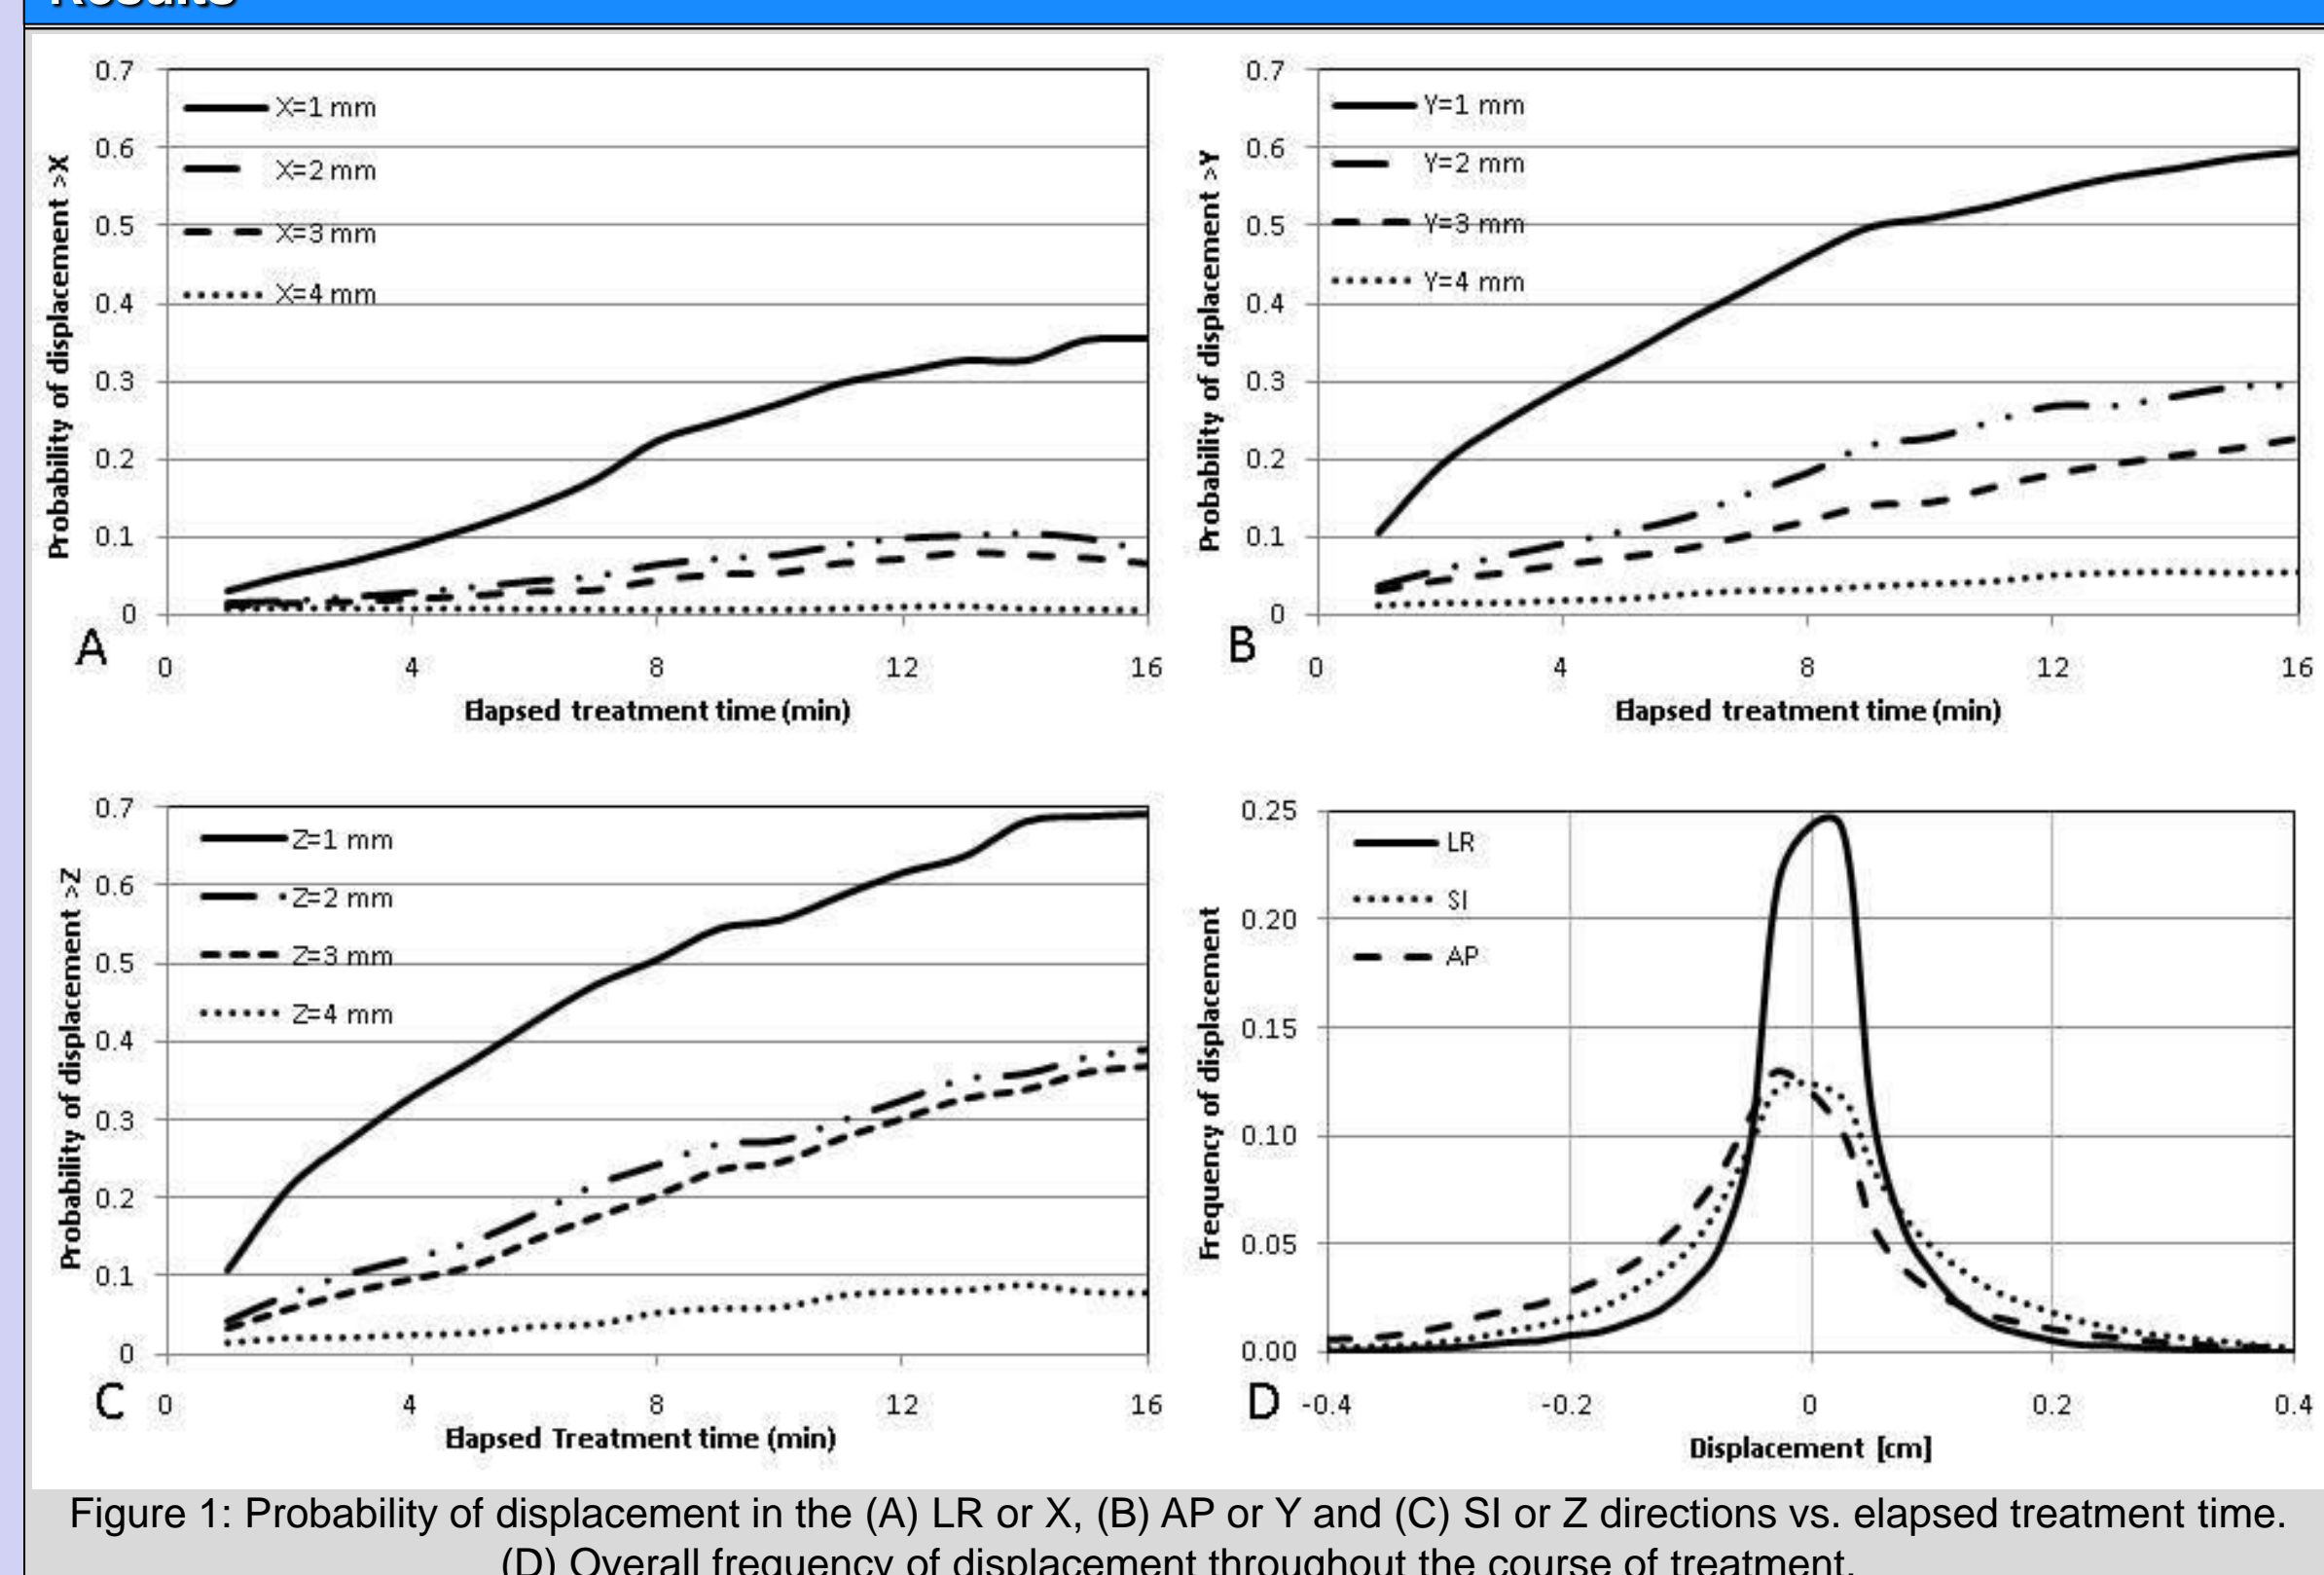 Results
0.7
0.6
0.5
0.4
0.3
0.2
0.1
0
Probability of displacement >X
X=1 mm
X=2 mm
X=3 mm
X=4 mm
A
0 4 8 12 16
Elapsed treatment time (min)
0.7
0.6
0.5
0.4
0.3
0.2
0.1
0
Probability of displacement >Y
Y=1 mm
Y=2 mm
Y=3 mm
Y=4 mm
B
0 4 8 12 16
Elapsed treatment time (min)
0.7
0.6
0.5
0.4
0.3
0.2
0.1
0
Probability of displacement >Z
Z=1 mm
Z=2 mm
Z=3 mm
Z=4 mm
C
0 4 8 12 16
Elapsed Treatment time (min)
0.25
0.20
0.15
0.10
0.05
0.00
Frequency of displacement
LR
SI
AP
D
-0.4 -0.2 0 0.2 0.4
Displacement [cm]
Figure 1: Probability of displacement in the (A) LR or X, (B) AP or Y and (C) SI or Z directions vs. elapsed treatment time.
(D) Overall frequency of displacement throughout the course of treatment.